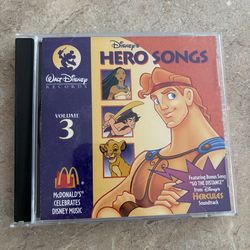 Disney's
HERO SONGS
Walt Disney
RECORDS
VOLUME
3
McDONALD'S®
CELEBRATES
DISNEY MUSIC
Featuring Bonus Song
"GO THE DISTANCE"
from Disney's
HERCULES
Soundtrack